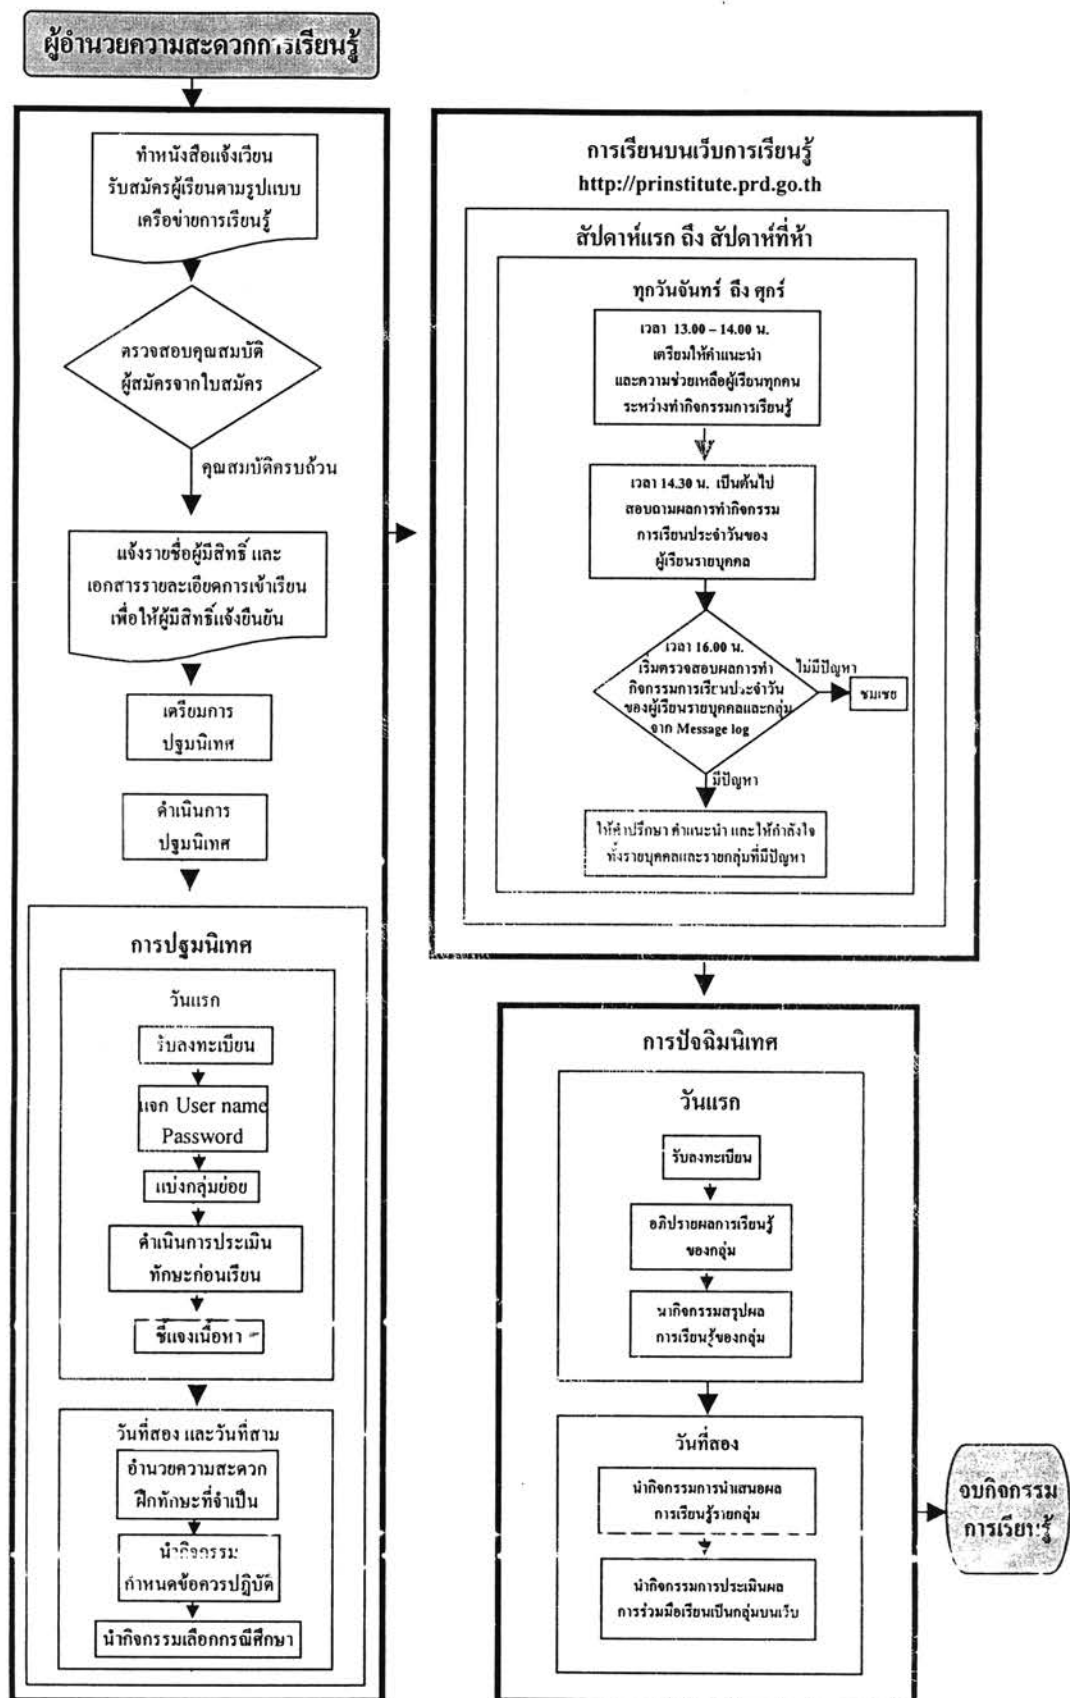 ผู้อำนวยความสะดวกการเรียนรู้
ทำหนังสือแจ้งเวียน
รับสมัครผู้เรียนตามรูปแบบ
เครือข่ายการเรียนรู้
ตรวจสอบคุณสมบัติ
ผู้สมัครจากใบสมัคร
คุณสมบัติครบถ้วน
แจ้งรายชื่อผู้มีสิทธิ์ และ
เอกสารรายละเอียดการเข้าเรียน
เพื่อให้ผู้มีสิทธิ์แจ้งยืนยัน
เตรียมการ
ปฐมนิเทศ
ดำเนินการ
ปฐมนิเทศ
การปฐมนิเทศ
วันแรก
รับลงทะเบียน
แจก User name
Password
แบ่งกลุ่มย่อย
ดำเนินการประเมิน
ทักษะก่อนเรียน
ชี้แจงเนื้อหา
วันที่สอง และวันที่สาม
อำนวยความสะดวก
ฝึกทักษะที่จำเป็น
นำกิจกรรม
กำหนดข้อควรปฏิบัติ
นำกิจกรรมเลือกกรณีศึกษา
การเรียนบนเว็บการเรียนรู้
http://prinstitute.prd.go.th
สัปดาห์แรก ถึง สัปดาห์ที่ห้า
ทุกวันจันทร์ ถึง ศุกร์
เวลา 13.00 – 14.00 น.
เตรียมให้คำแนะนำ
และความช่วยเหลือผู้เรียนทุกคน
ระหว่างทำกิจกรรมการเรียนรู้
เวลา 14.30 น. เป็นต้นไป
สอบถามผลการทำกิจกรรม
การเรียนประจำวันของ
ผู้เรียนรายบุคคล
เวลา 16.00 น.
เริ่มตรวจสอบผลการทำ
กิจกรรมการเรียนประจำวัน
ของผู้เรียนรายบุคคลและกลุ่ม
จาก Message log
ไม่มีปัญหา
ชมเชย
มีปัญหา
ให้คำปรึกษา คำแนะนำ และให้กำลังใจ
ทั้งรายบุคคลและรายกลุ่มที่มีปัญหา
การปัจฉิมนิเทศ
วันแรก
รับลงทะเบียน
อภิปรายผลการเรียนรู้
ของกลุ่ม
นำกิจกรรมสรุปผล
การเรียนรู้ของกลุ่ม
วันที่สอง
นำกิจกรรมการนำเสนอผล
การเรียนรู้รายกลุ่ม
นำกิจกรรมการประเมินผล
การร่วมมือเรียนเป็นกลุ่มบนเว็บ
จบกิจกรรม
การเรียนรู้